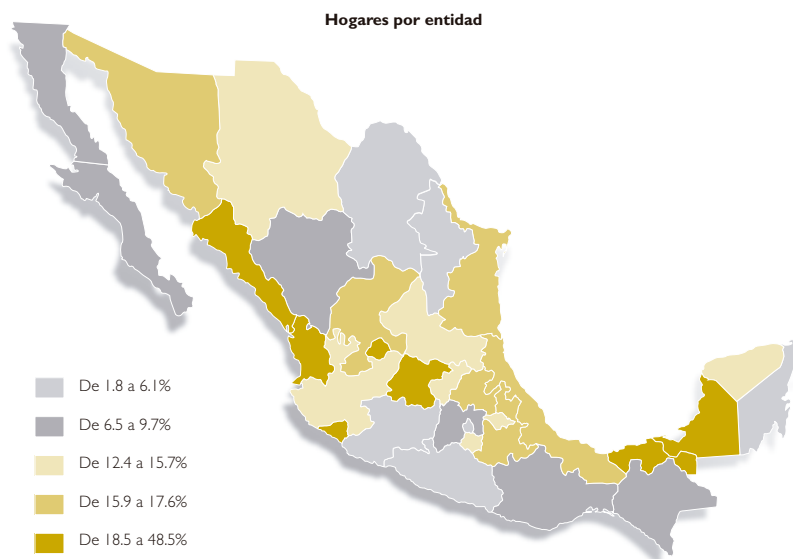 Hogares por entidad
De 1.8 a 6.1%
De 6.5 a 9.7%
De 12.4 a 15.7%
De 15.9 a 17.6%
De 18.5 a 48.5%